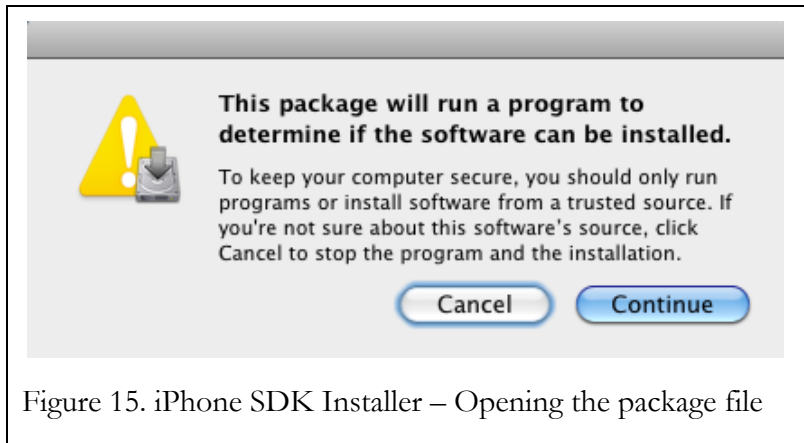 This package will run a program to
determine if the software can be installed.
To keep your computer secure, you should only run
programs or install software from a trusted source. If
you're not sure about this software's source, click
Cancel to stop the program and the installation.
Cancel Continue
Figure 15. iPhone SDK Installer – Opening the package file